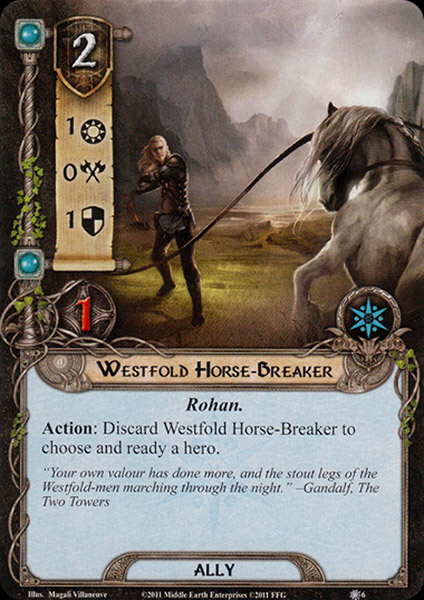 2
1
0
1
1
Westfold Horse-Breaker
Rohan.
Action: Discard Westfold Horse-Breaker to
choose and ready a hero.
“Your own valour has done more, and the stout legs of the
Westfold-men marching through the night.” –Gandalf, The
Two Towers
ALLY
Illus. Magali Villaneuve ©2011 Middle Earth Enterprises ©2011 FFG 6